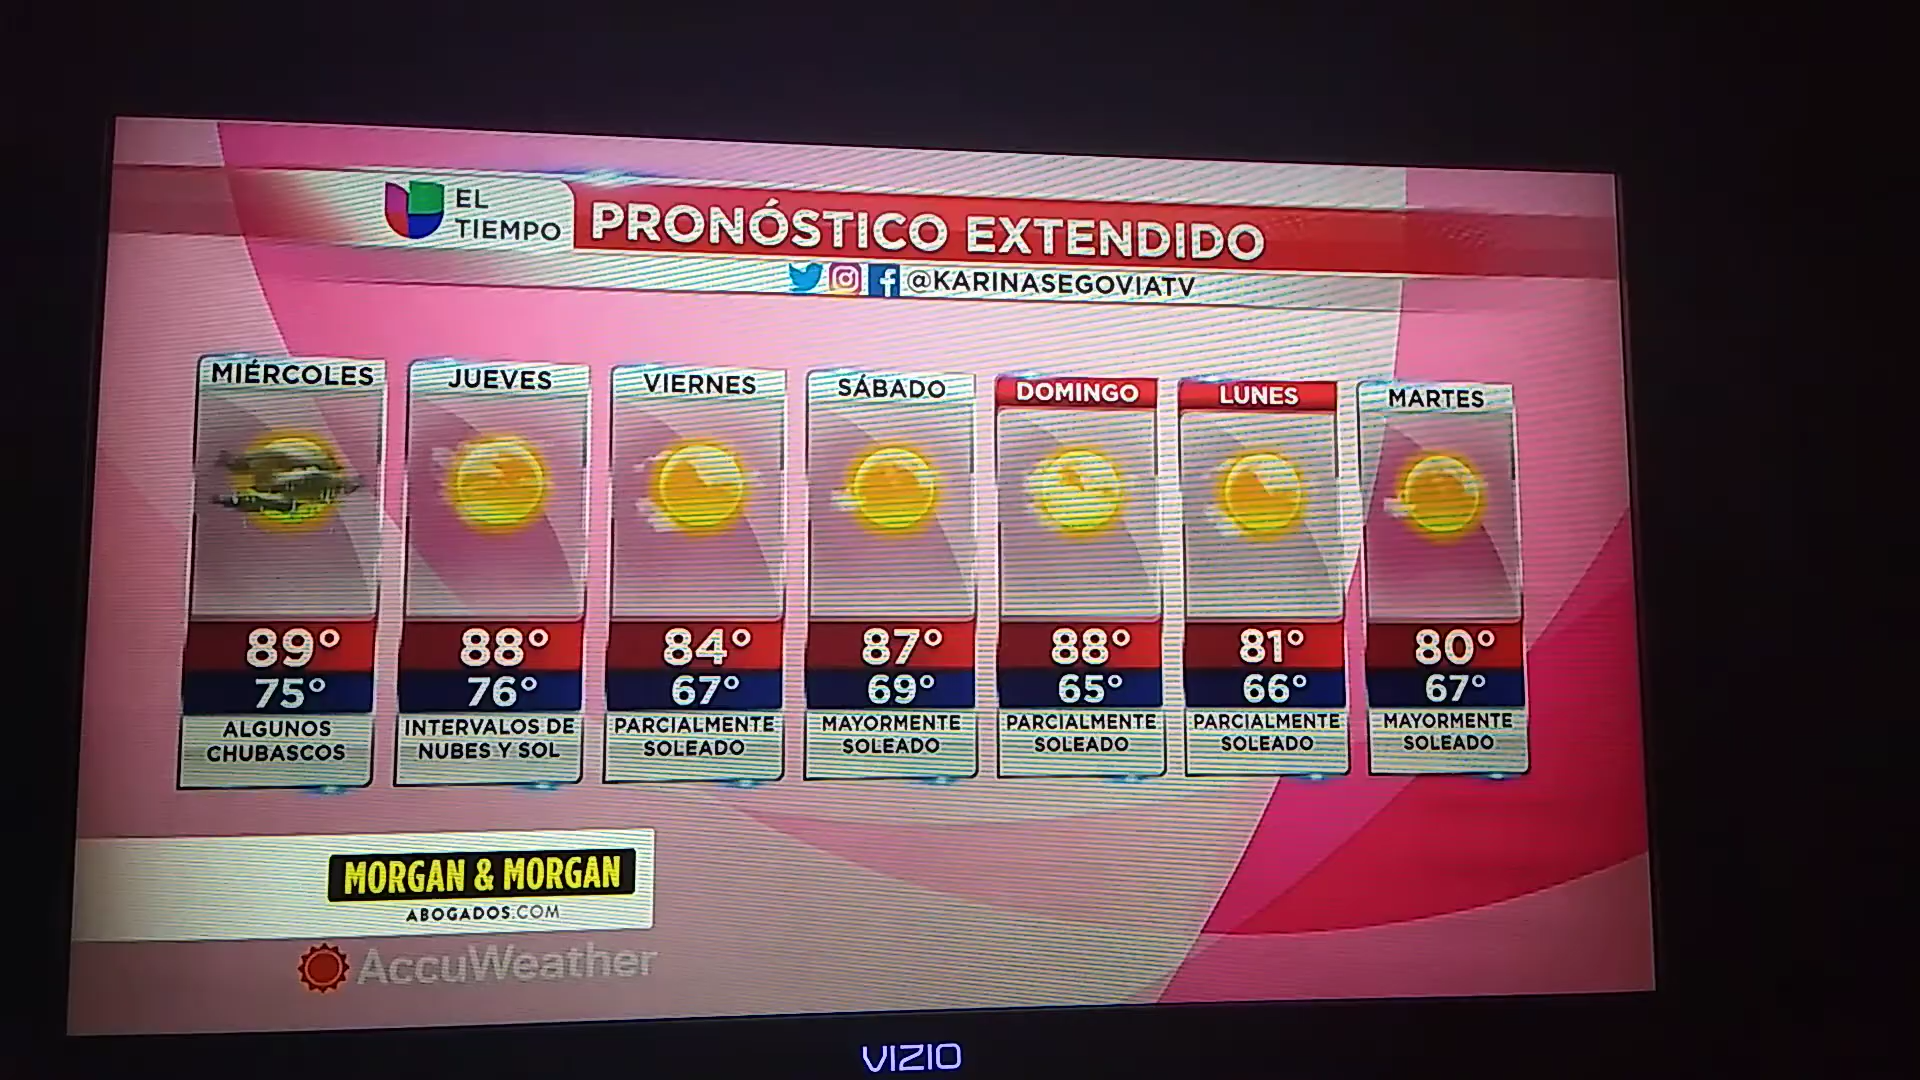 EL
TIEMPO
PRONÓSTICO EXTENDIDO
@KARINASEGOVIATV
MIÉRCOLES
89°
75°
ALGUNOS
CHUBASCOS
JUEVES
88°
76°
INTERVALOS DE
NUBES Y SOL
VIERNES
84°
67°
PARCIALMENTE
SOLEADO
SÁBADO
87°
69°
MAYORMENTE
SOLEADO
DOMINGO
88°
65°
PARCIALMENTE
SOLEADO
LUNES
81°
66°
PARCIALMENTE
SOLEADO
MARTES
80°
67°
MAYORMENTE
SOLEADO
MORGAN & MORGAN
ABOGADOS.COM
AccuWeather
VIZIO